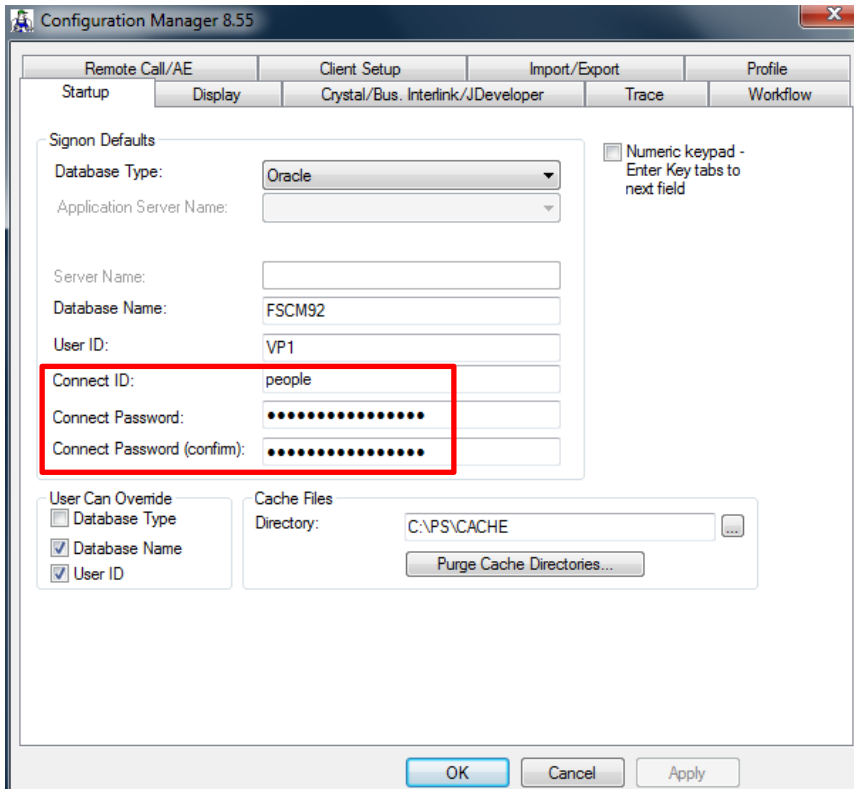 Configuration Manager 8.55
x
Remote Call/AE
Client Setup
Import/Export
Profile
Startup
Display
Crystal/Bus. Interlink/JDeveloper
Trace
Workflow
Signon Defaults
Database Type:
Oracle
Application Server Name:
Server Name:
Database Name:
FSCM92
User ID:
VP1
Connect ID:
people
Connect Password:
••••••••••••••••
Connect Password (confirm):
••••••••••••••••
Numeric keypad -
Enter Key tabs to
next field
User Can Override
Database Type
Database Name
User ID
Cache Files
Directory:
C:\PS\CACHE
...
Purge Cache Directories...
OK
Cancel
Apply